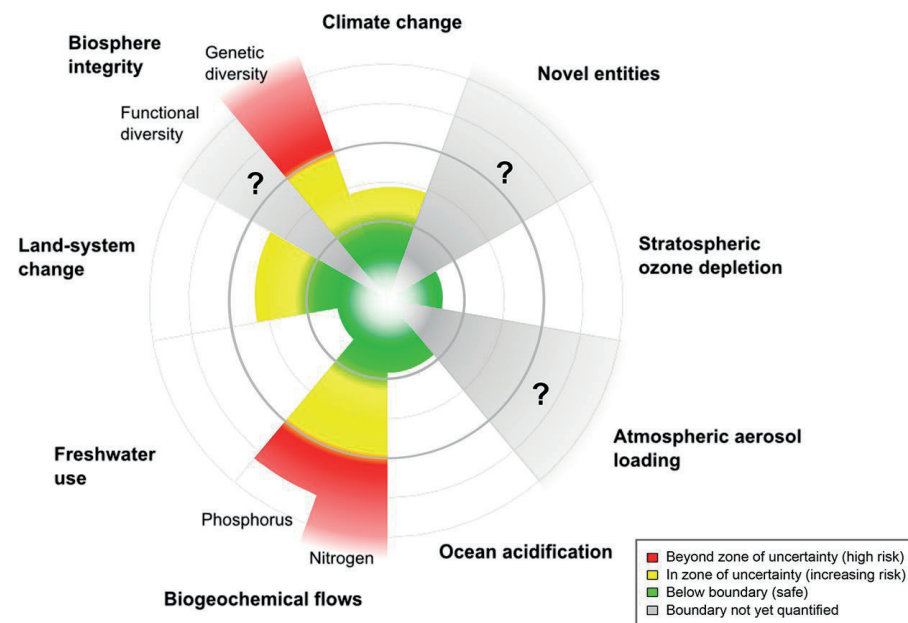 Climate change
Biosphere
integrity
Genetic
diversity
Novel entities
Functional
diversity
?
?
Land-system
change
Stratospheric
ozone depletion
?
Atmospheric aerosol
loading
Freshwater
use
Phosphorus
Nitrogen
Ocean acidification
Biogeochemical flows
Beyond zone of uncertainty (high risk)
In zone of uncertainty (increasing risk)
Below boundary (safe)
Boundary not yet quantified